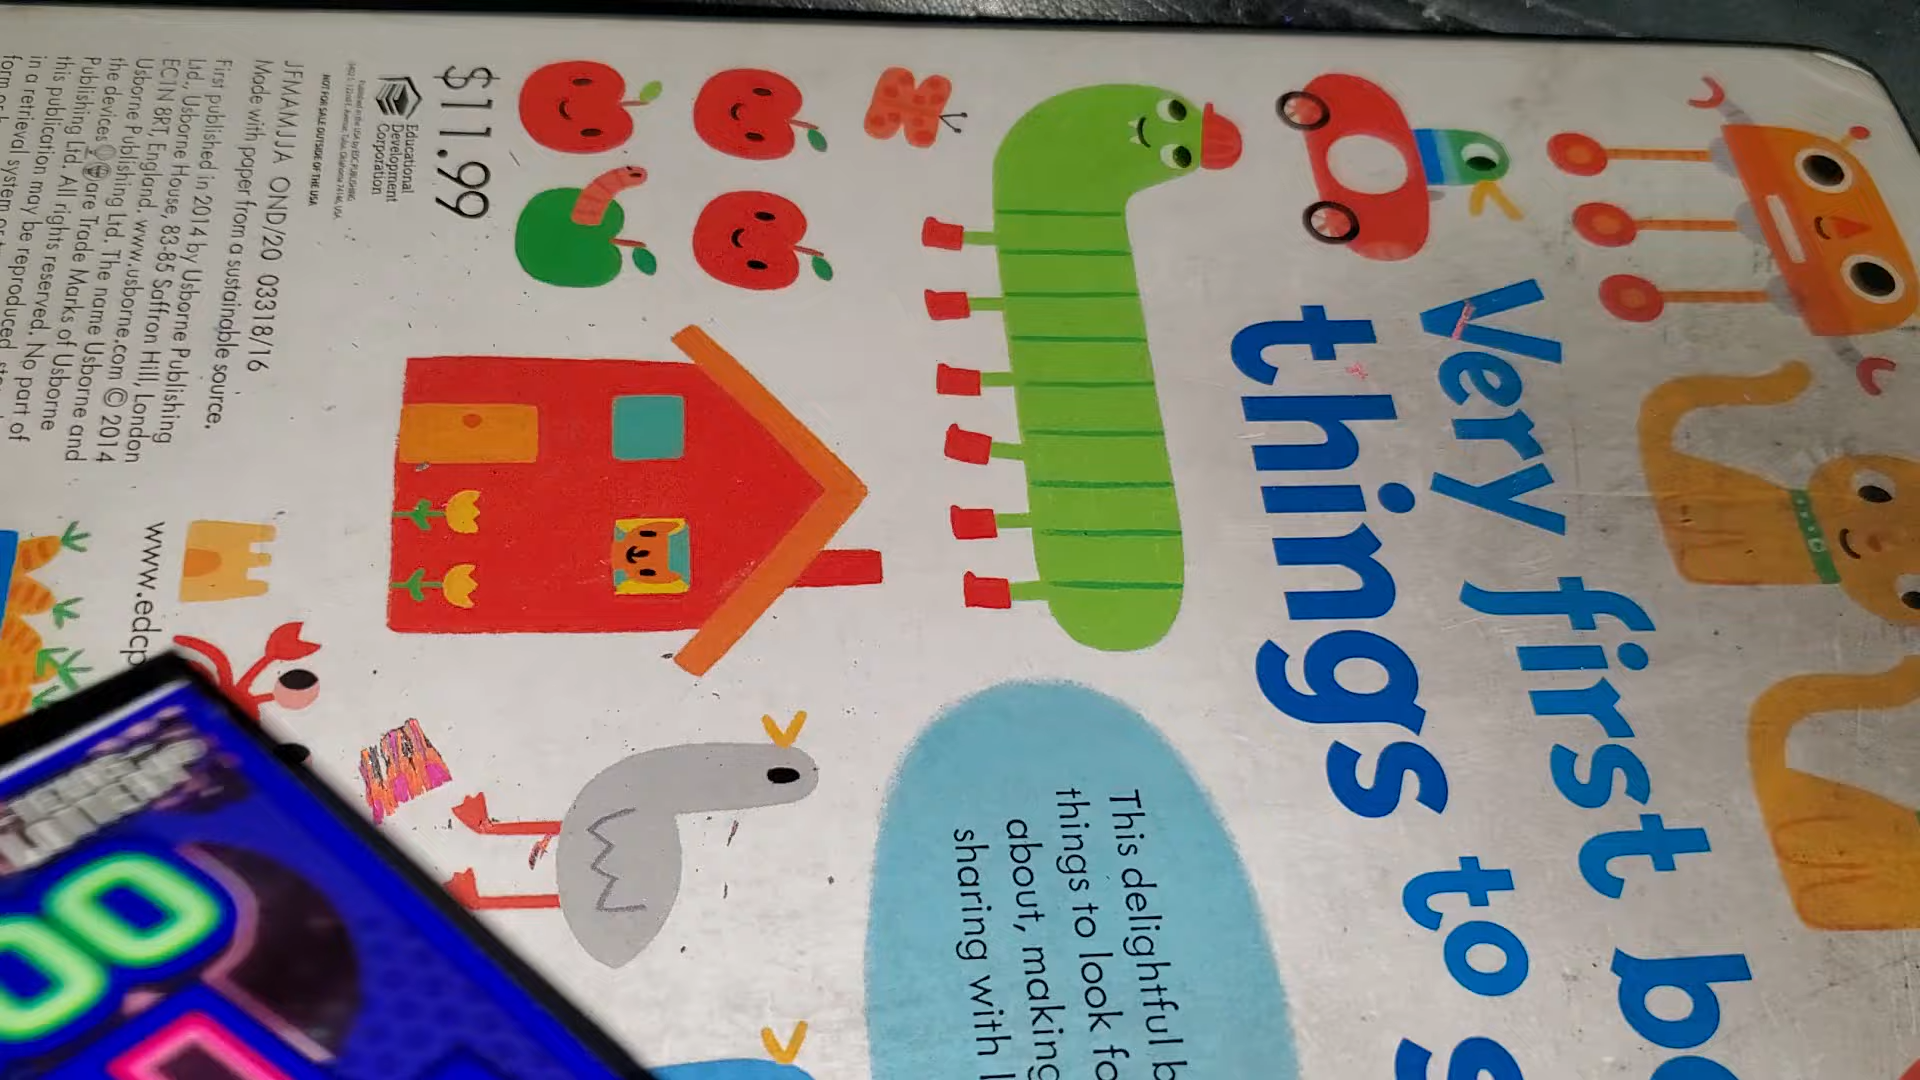 Very first b
things to
This delightful b
things to look fo
about, making
sharing with
$11.99
Educational
Development
Corporation
NOT FOR SALE OUTSIDE OF THE USA
JFMAMJJA OND/20 03318/16
Made with paper from a sustainable source.
First published in 2014 by Usborne Publishing
Ltd., Usborne House, 83-85 Saffron Hill, London
EC1N 8RT, England. www.usborne.com © 2014
Usborne Publishing Ltd. The name Usborne and
the devices are Trade Marks of Usborne
Publishing Ltd. All rights reserved. No part of
this publication may be reproduced,
in a retrieval system or
www.edcp